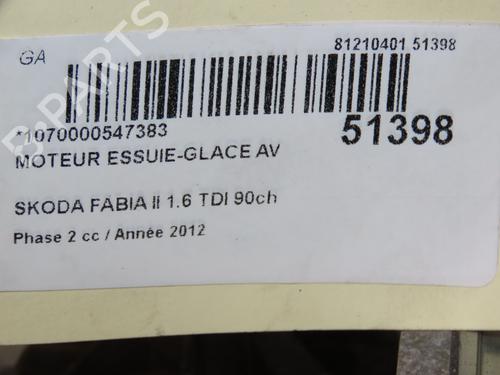 GA
81210401 51398
*1070000547383
51398
MOTEUR ESSUIE-GLACE AV
SKODA FABIA II 1.6 TDI 90ch
Phase 2 cc / Année 2012
B-PARTS